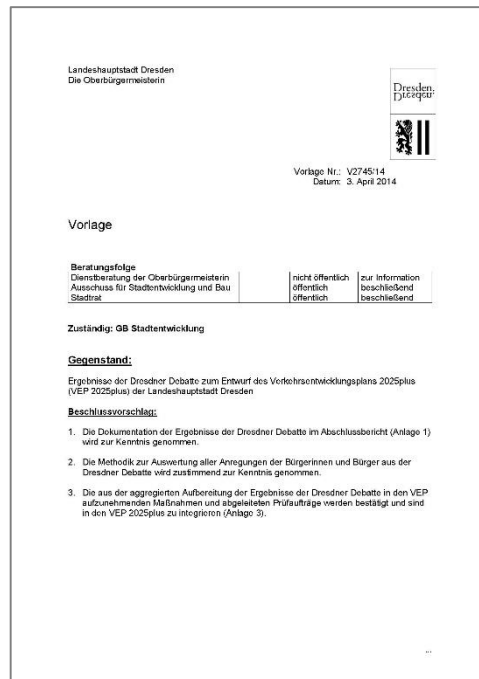 Landeshauptstadt Dresden
Die Oberbürgermeisterin
Dresden.
Dresden.
Vorlage Nr.: V2745/14
Datum: 3. April 2014
Vorlage
Beratungsfolge
Dienstberatung der Oberbürgermeisterin nicht öffentlich zur Information
Ausschuss für Stadtentwicklung und Bau öffentlich beschließend
Stadtrat öffentlich beschließend
Zuständig: GB Stadtentwicklung
Gegenstand:
Ergebnisse der Dresdner Debatte zum Entwurf des Verkehrsentwicklungsplans 2025plus
(VEP 2025plus) der Landeshauptstadt Dresden
Beschlussvorschlag:
1. Die Dokumentation der Ergebnisse der Dresdner Debatte im Abschlussbericht (Anlage 1)
wird zur Kenntnis genommen.
2. Die Methodik zur Auswertung aller Anregungen der Bürgerinnen und Bürger aus der
Dresdner Debatte wird zustimmend zur Kenntnis genommen.
3. Die aus der aggregierten Aufbereitung der Ergebnisse der Dresdner Debatte in den VEP
aufzunehmenden Maßnahmen und abgeleiteten Prüfaufträge werden bestätigt und sind
in den VEP 2025plus zu integrieren (Anlage 3).
...